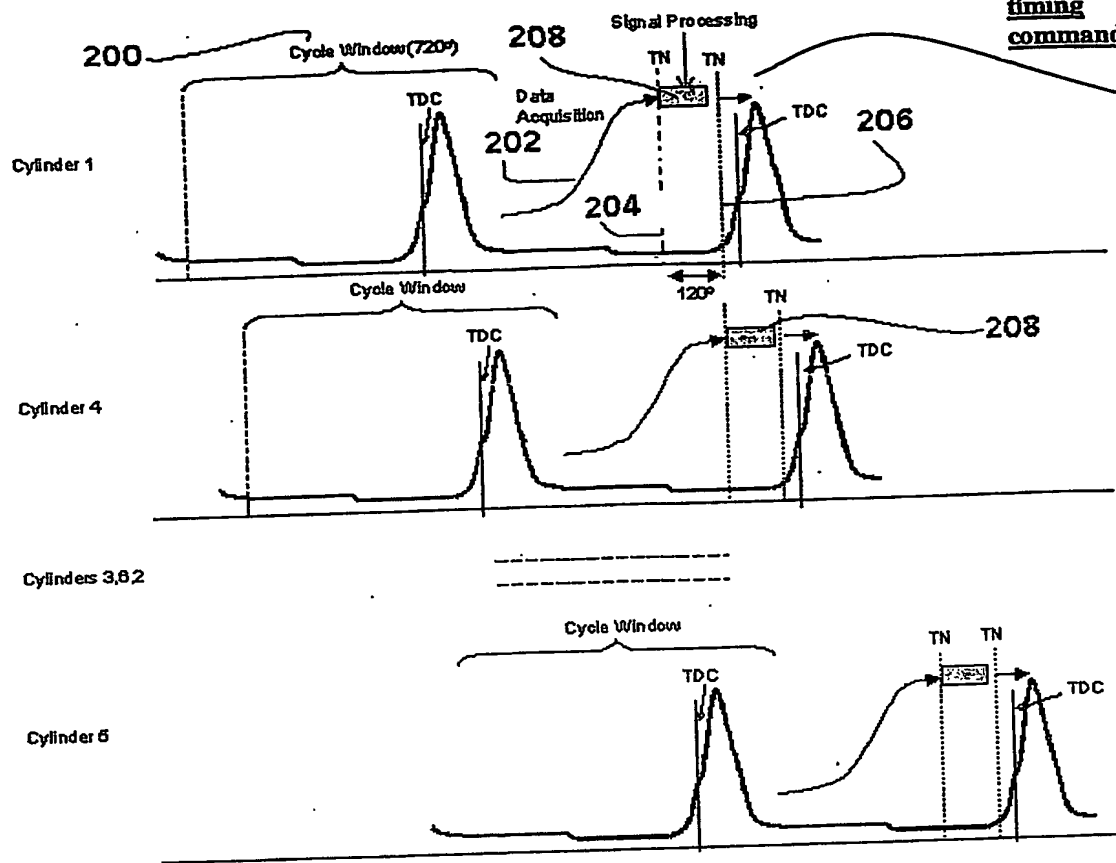 timing
command
Signal Processing
200
Cycle Window (720º)
208
TN
TN
TDC
Data
Acquisition
TDC
206
202
Cylinder 1
204
120º
Cycle Window
TN
TDC
208
TDC
Cylinder 4
Cylinders 3,6,2
Cycle Window
TN
TN
TDC
TDC
Cylinder 5